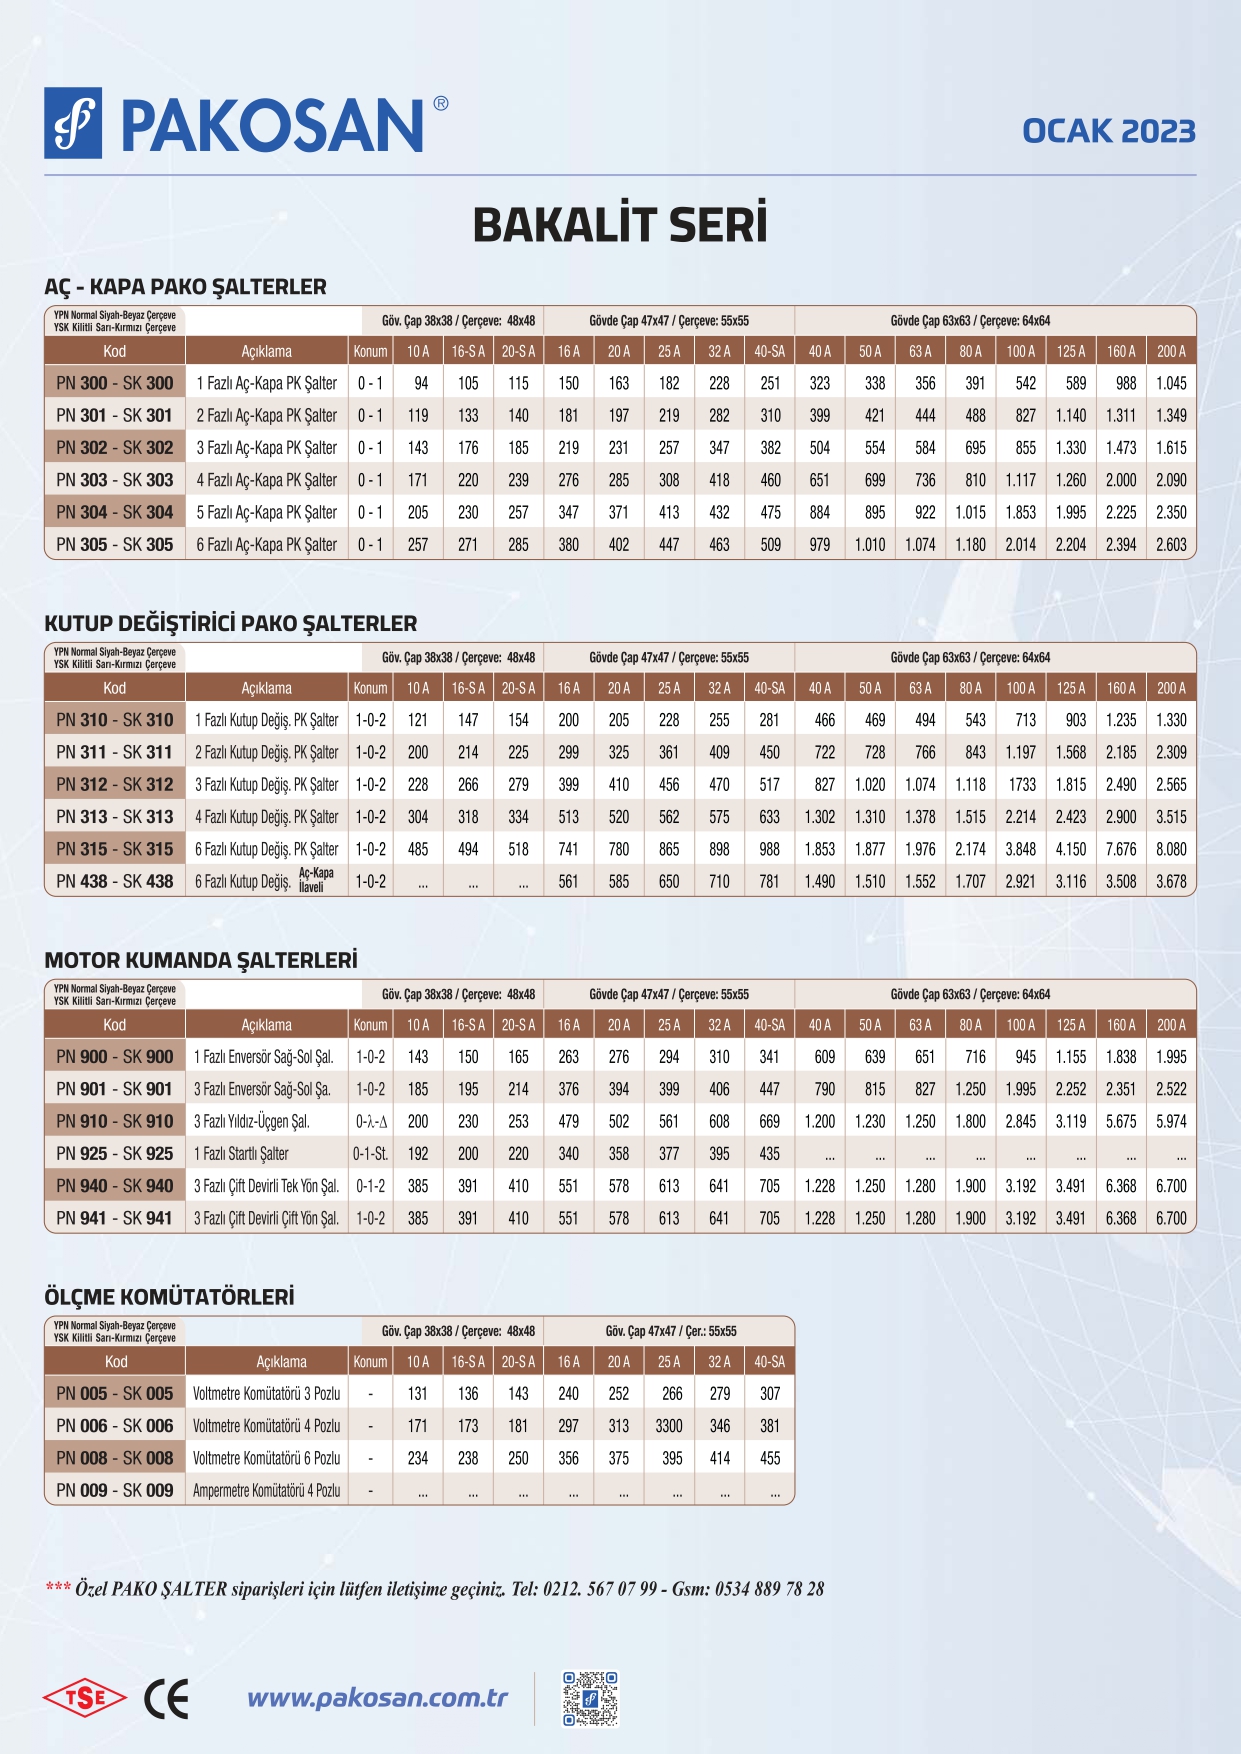 PAKOSAN ®
OCAK 2023
BAKALİT SERİ
AÇ - KAPA PAKO ŞALTERLER
YPN Normal Siyah-Beyaz Çerçeve
YSK Kilitli Sarı-Kırmızı Çerçeve
Göv. Çap 38x38 / Çerçeve: 48x48 Gövde Çap 47x47 / Çerçeve: 55x55 Gövde Çap 63x63 / Çerçeve: 64x64
Kod Açıklama Konum 10 A 16-S A 20-S A 16 A 20 A 25 A 32 A 40-SA 40 A 50 A 63 A 80 A 100 A 125 A 160 A 200 A
PN 300 - SK 300 1 Fazlı Aç-Kapa PK Şalter 0 - 1 94 105 115 150 163 182 228 251 323 338 356 391 542 589 988 1.045
PN 301 - SK 301 2 Fazlı Aç-Kapa PK Şalter 0 - 1 119 133 140 181 197 219 282 310 399 421 444 488 827 1.140 1.311 1.349
PN 302 - SK 302 3 Fazlı Aç-Kapa PK Şalter 0 - 1 143 176 185 219 231 257 347 382 504 554 584 695 855 1.330 1.473 1.615
PN 303 - SK 303 4 Fazlı Aç-Kapa PK Şalter 0 - 1 171 220 239 276 285 308 418 460 651 699 736 810 1.117 1.260 2.000 2.090
PN 304 - SK 304 5 Fazlı Aç-Kapa PK Şalter 0 - 1 205 230 257 347 371 413 432 475 884 895 922 1.015 1.853 1.995 2.225 2.350
PN 305 - SK 305 6 Fazlı Aç-Kapa PK Şalter 0 - 1 257 271 285 380 402 447 463 509 979 1.010 1.074 1.180 2.014 2.204 2.394 2.603
KUTUP DEĞİŞTİRİCİ PAKO ŞALTERLER
YPN Normal Siyah-Beyaz Çerçeve
YSK Kilitli Sarı-Kırmızı Çerçeve
Göv. Çap 38x38 / Çerçeve: 48x48 Gövde Çap 47x47 / Çerçeve: 55x55 Gövde Çap 63x63 / Çerçeve: 64x64
Kod Açıklama Konum 10 A 16-S A 20-S A 16 A 20 A 25 A 32 A 40-SA 40 A 50 A 63 A 80 A 100 A 125 A 160 A 200 A
PN 310 - SK 310 1 Fazlı Kutup Değiş. PK Şalter 1-0-2 121 147 154 200 205 228 255 281 466 469 494 543 713 903 1.235 1.330
PN 311 - SK 311 2 Fazlı Kutup Değiş. PK Şalter 1-0-2 200 214 225 299 325 361 409 450 722 728 766 843 1.197 1.568 2.185 2.309
PN 312 - SK 312 3 Fazlı Kutup Değiş. PK Şalter 1-0-2 228 266 279 399 410 456 470 517 827 1.020 1.074 1.118 1733 1.815 2.490 2.565
PN 313 - SK 313 4 Fazlı Kutup Değiş. PK Şalter 1-0-2 304 318 334 513 520 562 575 633 1.302 1.310 1.378 1.515 2.214 2.423 2.900 3.515
PN 315 - SK 315 6 Fazlı Kutup Değiş. PK Şalter 1-0-2 485 494 518 741 780 865 898 988 1.853 1.877 1.976 2.174 3.848 4.150 7.676 8.080
PN 438 - SK 438 6 Fazlı Kutup Değiş. Aç-Kapa İlaveli 1-0-2 ... ... ... 561 585 650 710 781 1.490 1.510 1.552 1.707 2.921 3.116 3.508 3.678
MOTOR KUMANDA ŞALTERLERİ
YPN Normal Siyah-Beyaz Çerçeve
YSK Kilitli Sarı-Kırmızı Çerçeve
Göv. Çap 38x38 / Çerçeve: 48x48 Gövde Çap 47x47 / Çerçeve: 55x55 Gövde Çap 63x63 / Çerçeve: 64x64
Kod Açıklama Konum 10 A 16-S A 20-S A 16 A 20 A 25 A 32 A 40-SA 40 A 50 A 63 A 80 A 100 A 125 A 160 A 200 A
PN 900 - SK 900 1 Fazlı Enversör Sağ-Sol Şal. 1-0-2 143 150 165 263 276 294 310 341 609 639 651 716 945 1.155 1.838 1.995
PN 901 - SK 901 3 Fazlı Enversör Sağ-Sol Şa. 1-0-2 185 195 214 376 394 399 406 447 790 815 827 1.250 1.995 2.252 2.351 2.522
PN 910 - SK 910 3 Fazlı Yıldız-Üçgen Şal. 0-λ-Δ 200 230 253 479 502 561 608 669 1.200 1.230 1.250 1.800 2.845 3.119 5.675 5.974
PN 925 - SK 925 1 Fazlı Startlı Şalter 0-1-St. 192 200 220 340 358 377 395 435 ... ... ... ... ... ... ... ...
PN 940 - SK 940 3 Fazlı Çift Devirli Tek Yön Şal. 0-1-2 385 391 410 551 578 613 641 705 1.228 1.250 1.280 1.900 3.192 3.491 6.368 6.700
PN 941 - SK 941 3 Fazlı Çift Devirli Çift Yön Şal. 1-0-2 385 391 410 551 578 613 641 705 1.228 1.250 1.280 1.900 3.192 3.491 6.368 6.700
ÖLÇME KOMÜTATÖRLERİ
YPN Normal Siyah-Beyaz Çerçeve
YSK Kilitli Sarı-Kırmızı Çerçeve
Göv. Çap 38x38 / Çerçeve: 48x48 Göv. Çap 47x47 / Çer.: 55x55
Kod Açıklama Konum 10 A 16-S A 20-S A 16 A 20 A 25 A 32 A 40-SA
PN 005 - SK 005 Voltmetre Komütatörü 3 Pozlu - 131 136 143 240 252 266 279 307
PN 006 - SK 006 Voltmetre Komütatörü 4 Pozlu - 171 173 181 297 313 3300 346 381
PN 008 - SK 008 Voltmetre Komütatörü 6 Pozlu - 234 238 250 356 375 395 414 455
PN 009 - SK 009 Ampermetre Komütatörü 4 Pozlu - ... ... ... ... ... ... ... ...
*** Özel PAKO ŞALTER siparişleri için lütfen iletişime geçiniz. Tel: 0212. 567 07 99 - Gsm: 0534 889 78 28
TSE CE www.pakosan.com.tr